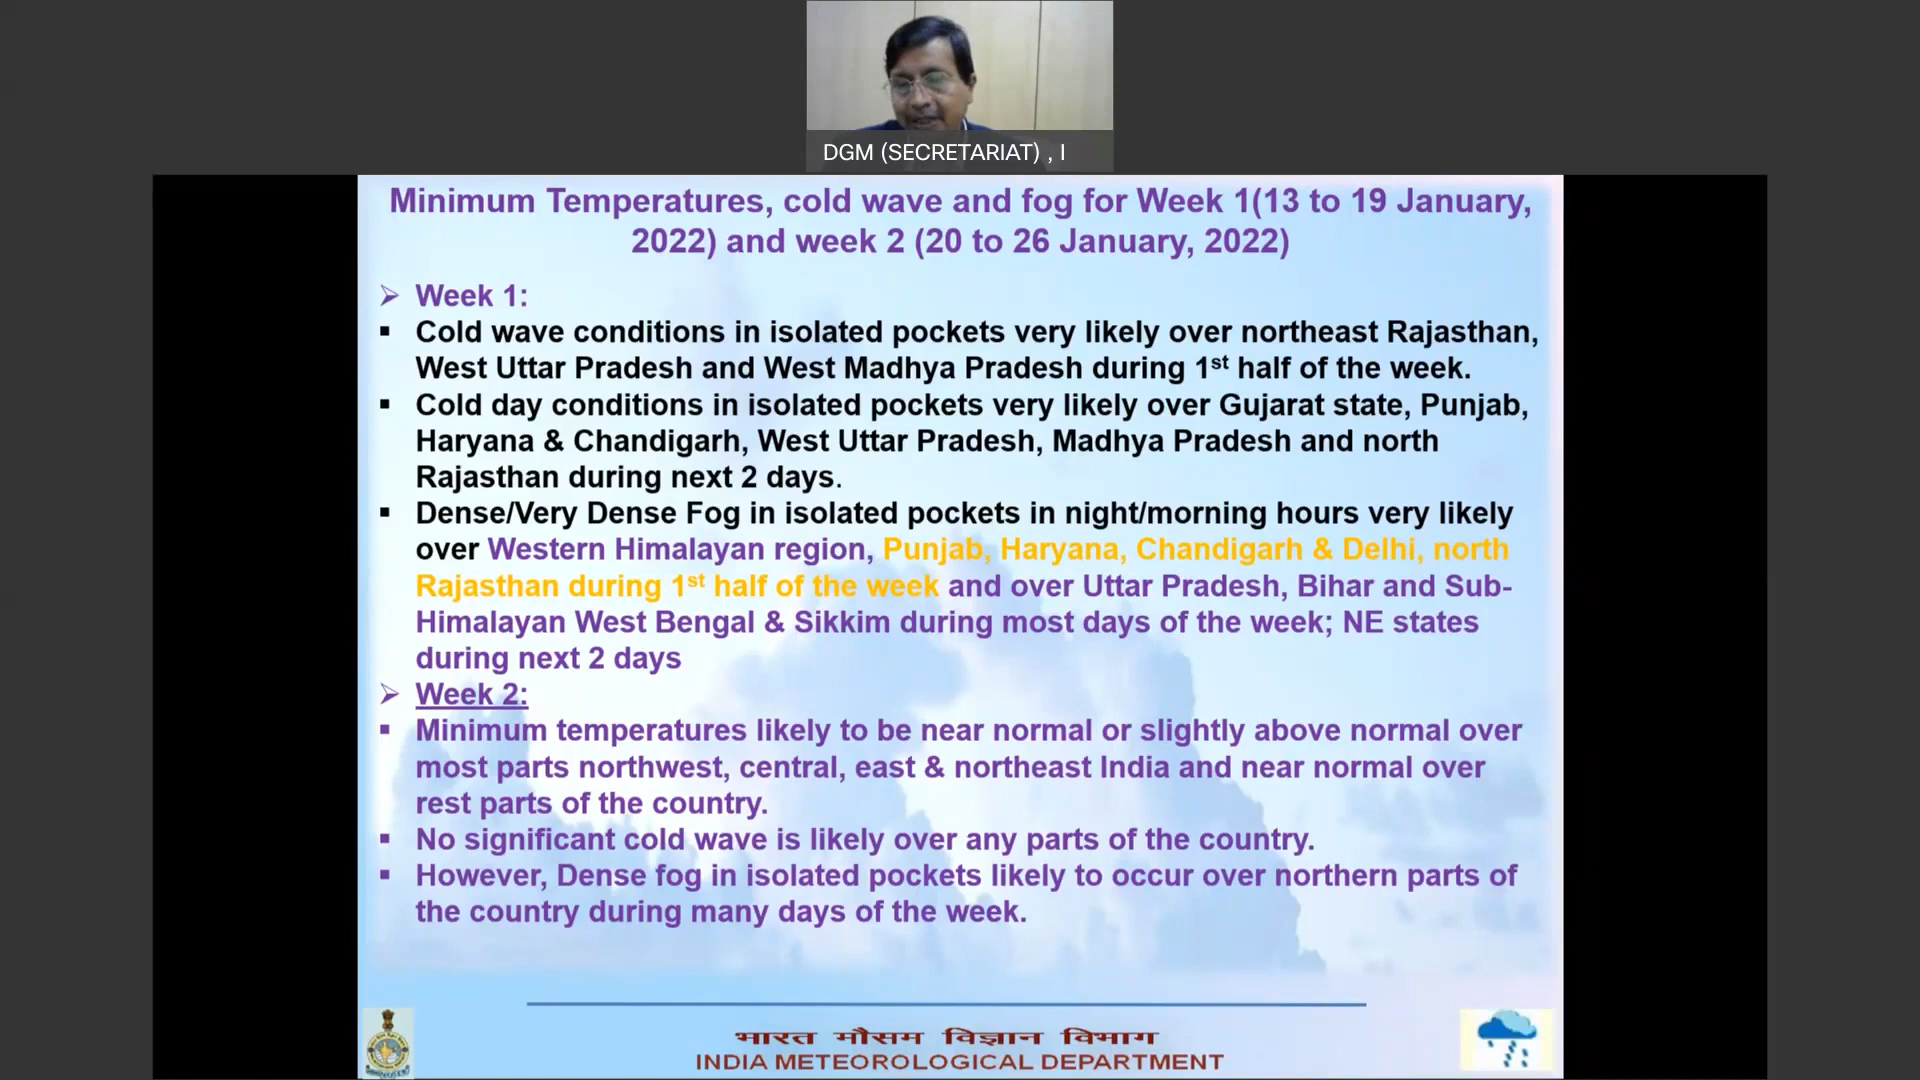 DGM (SECRETARIAT) , I
Minimum Temperatures, cold wave and fog for Week 1(13 to 19 January,
2022) and week 2 (20 to 26 January, 2022)
➢ Week 1:
▪ Cold wave conditions in isolated pockets very likely over northeast Rajasthan,
West Uttar Pradesh and West Madhya Pradesh during 1st half of the week.
▪ Cold day conditions in isolated pockets very likely over Gujarat state, Punjab,
Haryana & Chandigarh, West Uttar Pradesh, Madhya Pradesh and north
Rajasthan during next 2 days.
▪ Dense/Very Dense Fog in isolated pockets in night/morning hours very likely
over Western Himalayan region, Punjab, Haryana, Chandigarh & Delhi, north
Rajasthan during 1st half of the week and over Uttar Pradesh, Bihar and Sub-
Himalayan West Bengal & Sikkim during most days of the week; NE states
during next 2 days
➢ Week 2:
▪ Minimum temperatures likely to be near normal or slightly above normal over
most parts northwest, central, east & northeast India and near normal over
rest parts of the country.
▪ No significant cold wave is likely over any parts of the country.
▪ However, Dense fog in isolated pockets likely to occur over northern parts of
the country during many days of the week.
भारत मौसम विज्ञान विभाग
INDIA METEOROLOGICAL DEPARTMENT